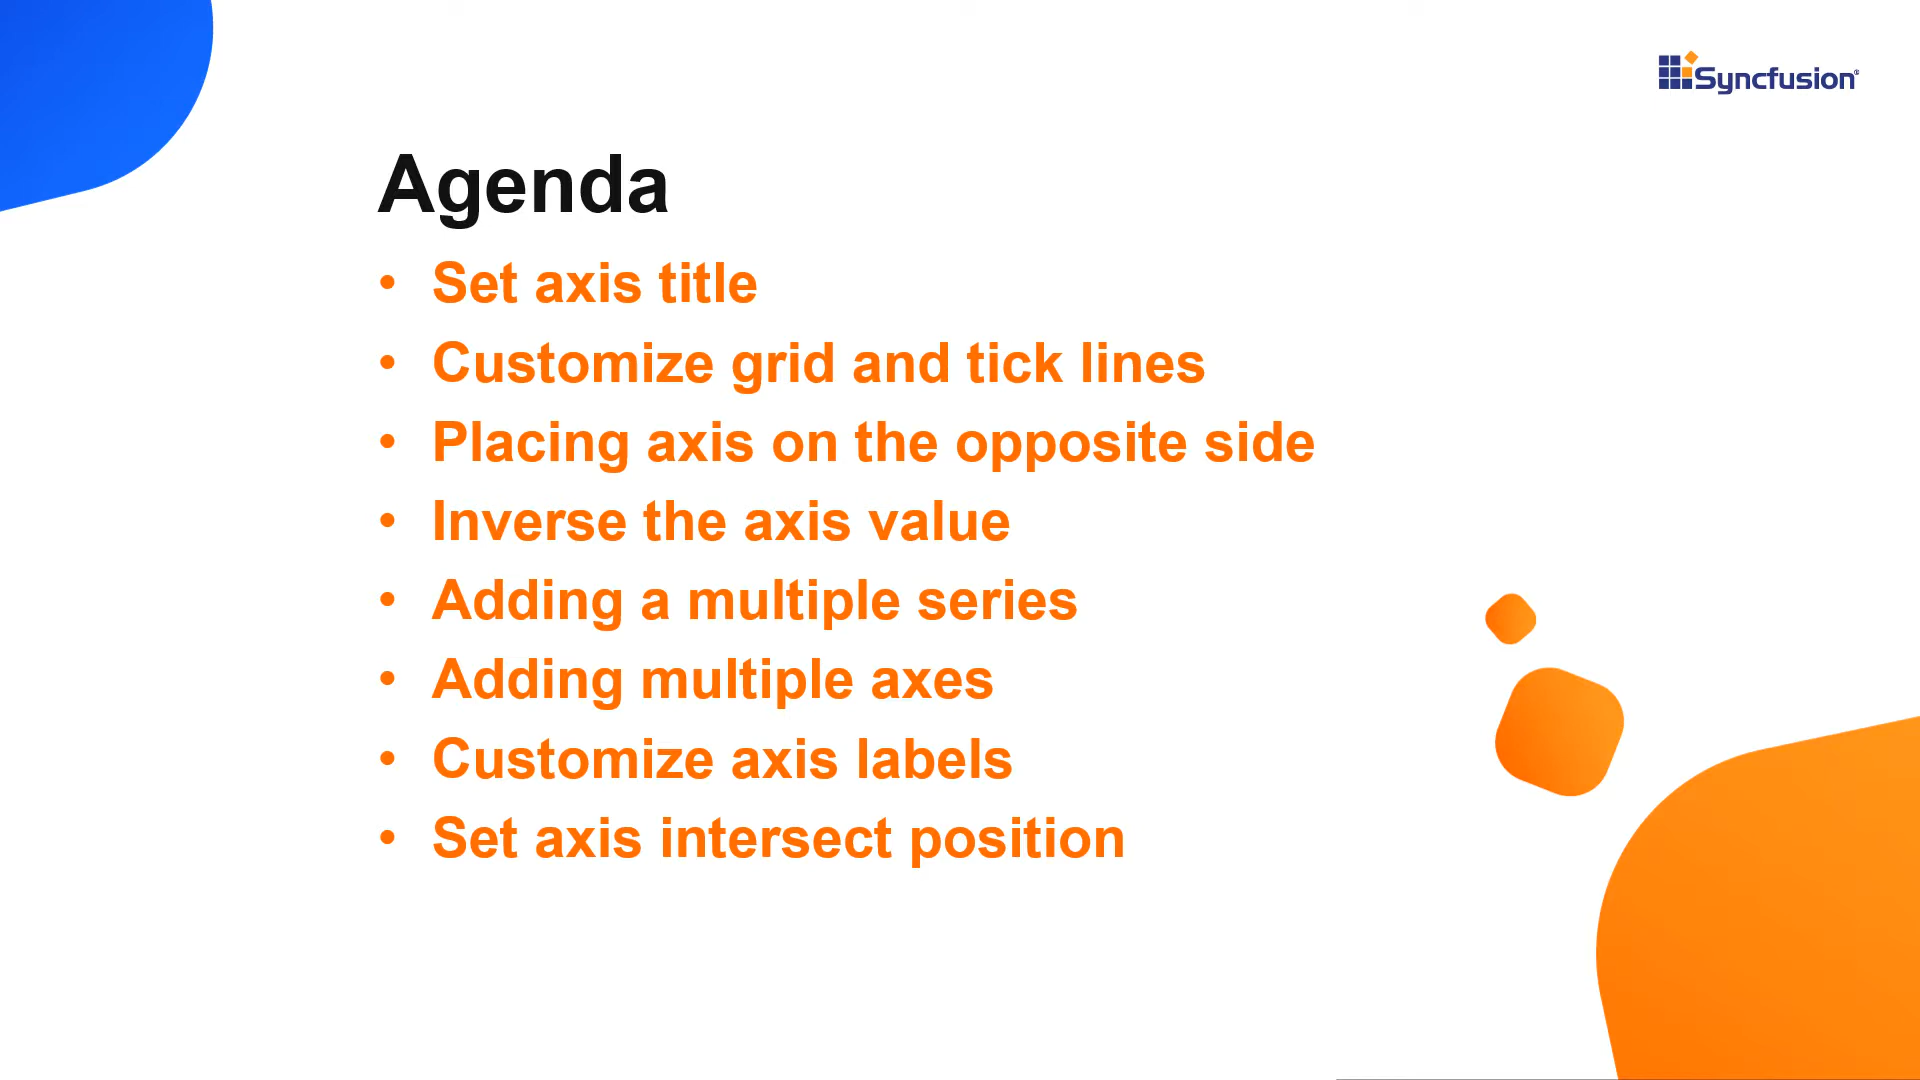 Syncfusion®
Agenda
• Set axis title
• Customize grid and tick lines
• Placing axis on the opposite side
• Inverse the axis value
• Adding a multiple series
• Adding multiple axes
• Customize axis labels
• Set axis intersect position